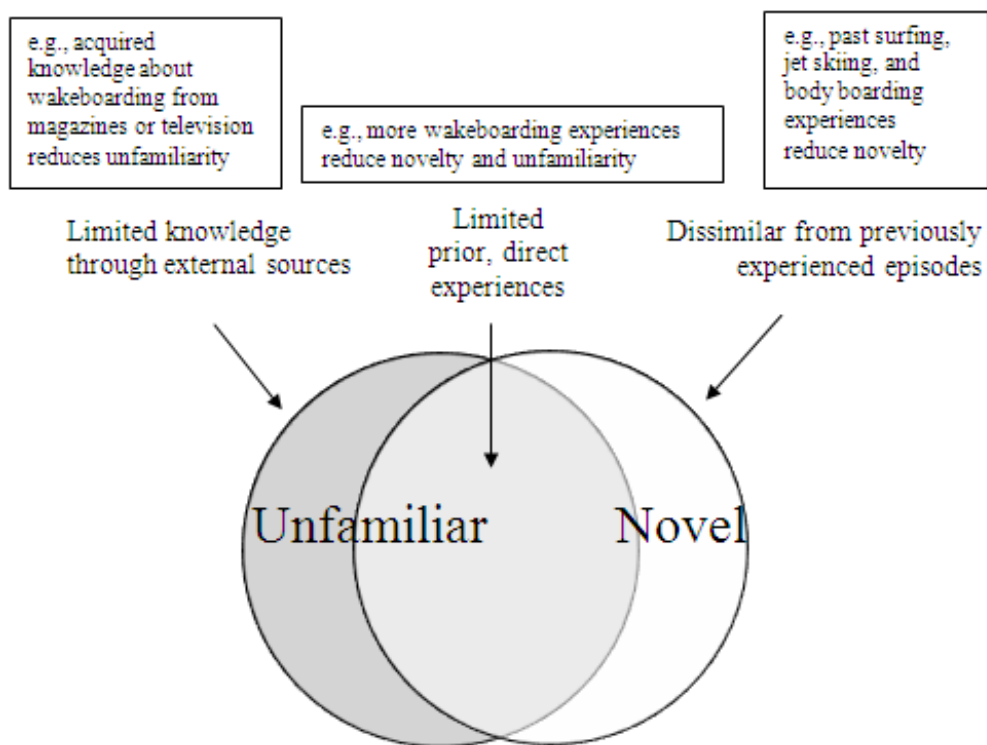 e.g., acquired
knowledge about
wakeboarding from
magazines or television
reduces unfamiliarity
e.g., more wakeboarding experiences
reduce novelty and unfamiliarity
e.g., past surfing,
jet skiing, and
body boarding
experiences
reduce novelty
Limited knowledge
through external sources
Limited
prior, direct
experiences
Dissimilar from previously
experienced episodes
Unfamiliar
Novel